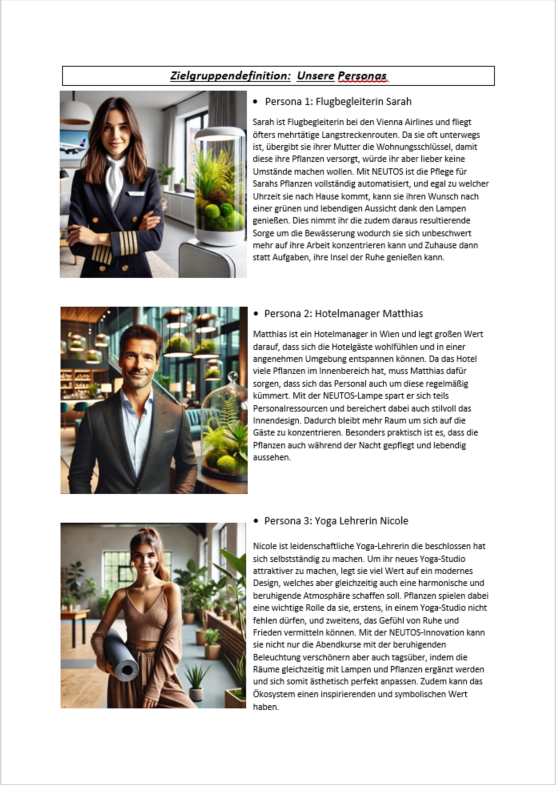 Zielgruppendefinition: Unsere Personas
• Persona 1: Flugbegleiterin Sarah
Sarah ist Flugbegleiterin bei den Vienna Airlines und fliegt
öfters mehrtätige Langstreckenrouten. Da sie oft unterwegs
ist, übergibt sie ihrer Mutter die Wohnungsschlüssel, damit
diese ihre Pflanzen versorgt, würde ihr aber lieber keine
Umstände machen wollen. Mit NEUTOS ist die Pflege für
Sarahs Pflanzen vollständig automatisiert, und egal zu welcher
Uhrzeit sie nach Hause kommt, kann sie ihren Wunsch nach
einer grünen und lebendigen Aussicht dank den Lampen
genießen. Dies nimmt ihr die zudem daraus resultierende
Sorge um die Bewässerung wodurch sie sich unbeschwert
mehr auf ihre Arbeit konzentrieren kann und Zuhause dann
statt Aufgaben, ihre Insel der Ruhe genießen kann.
• Persona 2: Hotelmanager Matthias
Matthias ist ein Hotelmanager in Wien und legt großen Wert
darauf, dass sich die Hotelgäste wohlfühlen und in einer
angenehmen Umgebung entspannen können. Da das Hotel
viele Pflanzen im Innenbereich hat, muss Matthias dafür
sorgen, dass sich das Personal auch um diese regelmäßig
kümmert. Mit der NEUTOS-Lampe spart er sich teils
Personalressourcen und bereichert dabei auch stilvoll das
Innendesign. Dadurch bleibt mehr Raum um sich auf die
Gäste zu konzentrieren. Besonders praktisch ist es, dass die
Pflanzen auch während der Nacht gepflegt und lebendig
aussehen.
• Persona 3: Yoga Lehrerin Nicole
Nicole ist leidenschaftliche Yoga-Lehrerin die beschlossen hat
sich selbstständig zu machen. Um ihr neues Yoga-Studio
attraktiver zu machen, legt sie viel Wert auf ein modernes
Design, welches aber gleichzeitig auch eine harmonische und
beruhigende Atmosphäre schaffen soll. Pflanzen spielen dabei
eine wichtige Rolle da sie, erstens, in einem Yoga-Studio nicht
fehlen dürfen, und zweitens, das Gefühl von Ruhe und
Frieden vermitteln können. Mit der NEUTOS-Innovation kann
sie nicht nur die Abendkurse mit der beruhigenden
Beleuchtung verschönern aber auch tagsüber, indem die
Räume gleichzeitig mit Lampen und Pflanzen ergänzt werden
und sich somit ästhetisch perfekt anpassen. Zudem kann das
Ökosystem einen inspirierenden und symbolischen Wert
haben.